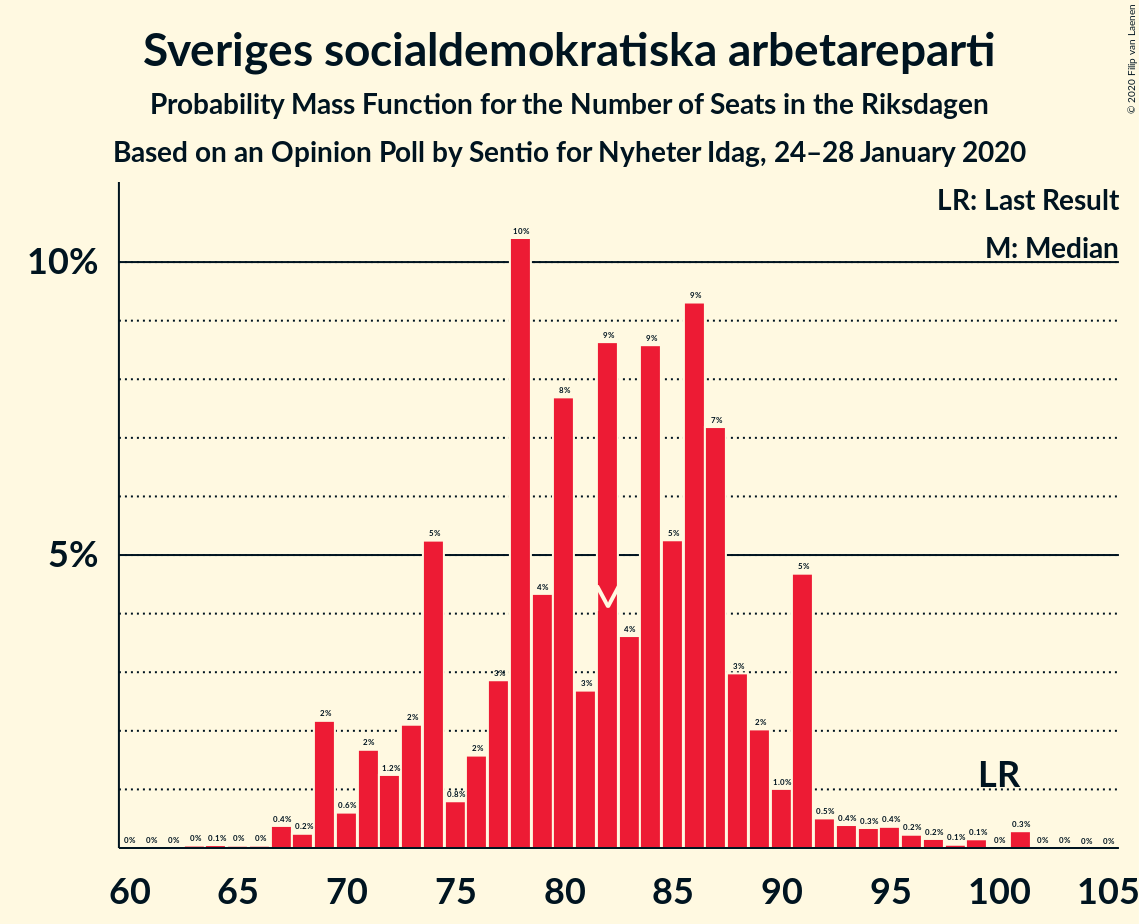 Sveriges socialdemokratiska arbetareparti
Probability Mass Function for the Number of Seats in the Riksdagen
Based on an Opinion Poll by Sentio for Nyheter Idag, 24–28 January 2020
© 2020 Filip van Laenen
LR: Last Result
M: Median
10%
5%
0% 0% 0% 0% 0.1% 0% 0% 0.4% 0.2% 2% 0.6% 2% 1.2% 2% 5% 0.8% 2% 3% 10% 4% 8% 3% 9% 4% 9% 5% 9% 7% 3% 2% 1.0% 5% 0.5% 0.4% 0.3% 0.4% 0.2% 0.2% 0.1% 0.1% 0% 0.3% 0% 0% 0% 0%
M
LR
60 65 70 75 80 85 90 95 100 105